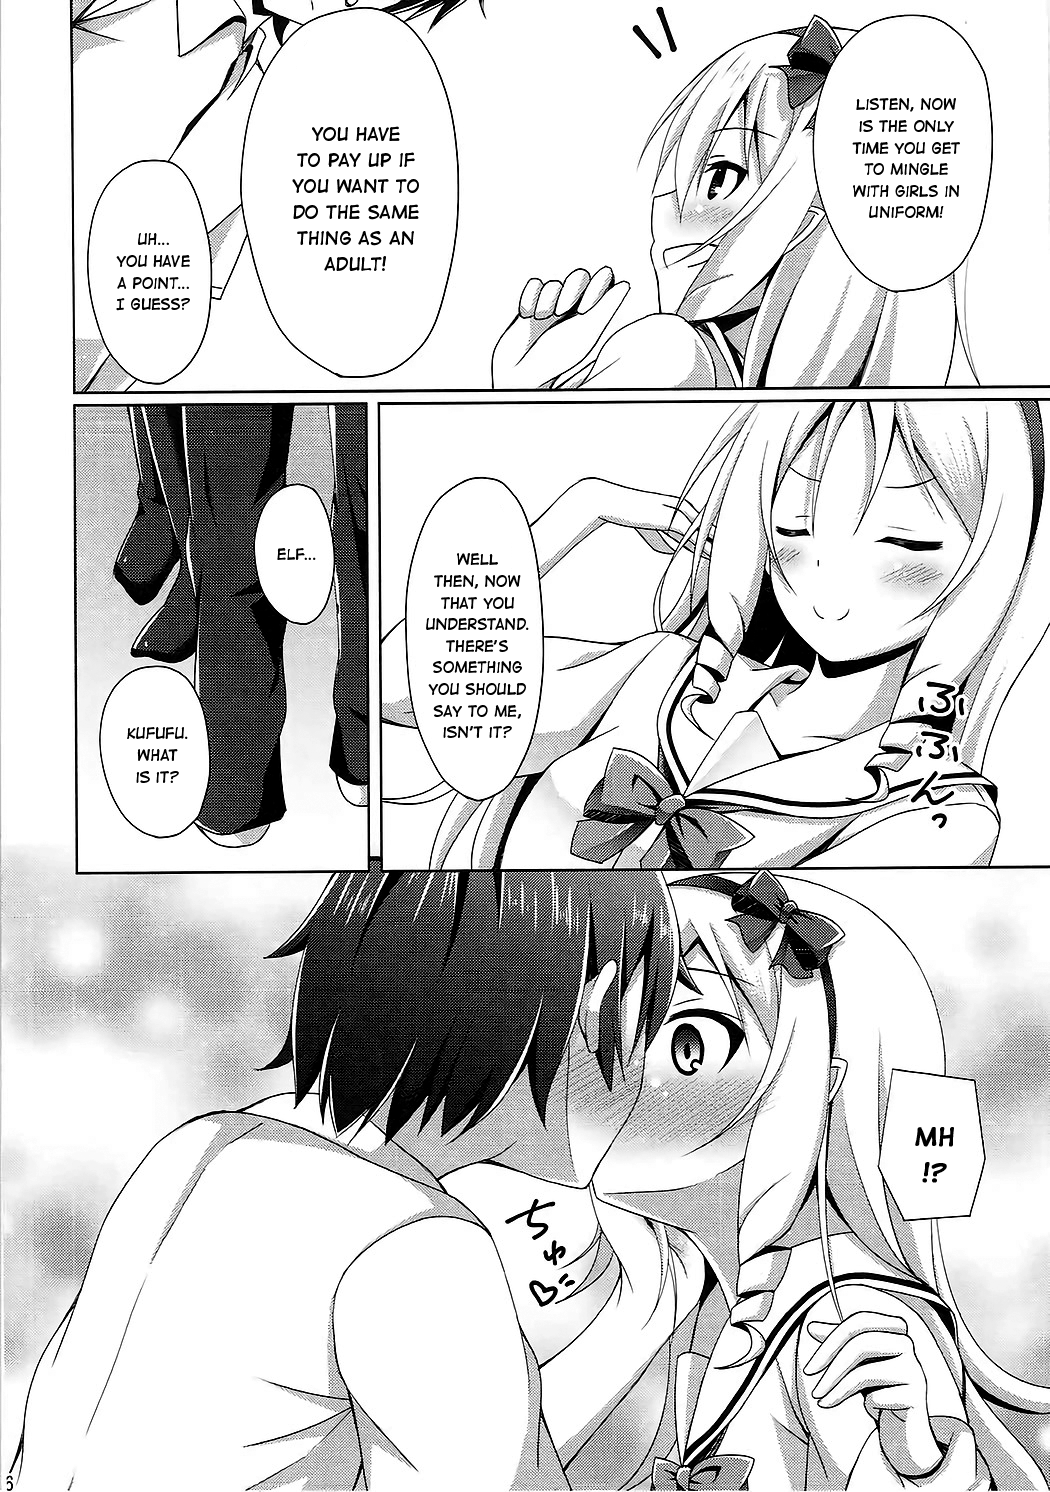 LISTEN, NOW
IS THE ONLY
TIME YOU GET
TO MINGLE
WITH GIRLS IN
UNIFORM!
YOU HAVE
TO PAY UP IF
YOU WANT TO
DO THE SAME
THING AS AN
ADULT!
UH...
YOU HAVE
A POINT...
I GUESS?
WELL
THEN, NOW
THAT YOU
UNDERSTAND.
THERE'S
SOMETHING
YOU SHOULD
SAY TO ME,
ISN'T IT?
ふふんっ
ELF...
KUFUFU.
WHAT
IS IT?
MH
!?
ちゅ♡
6